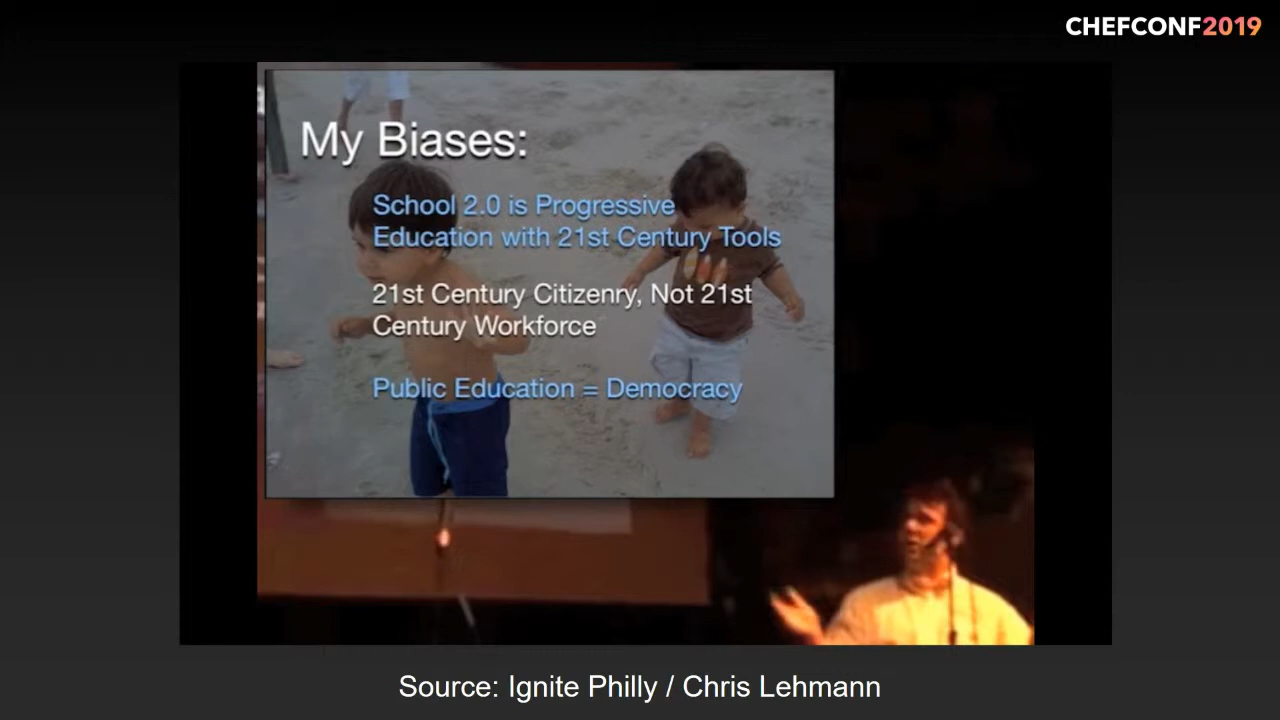 CHEFCONF2019
My Biases:
School 2.0 is Progressive
Education with 21st Century Tools
21st Century Citizenry, Not 21st
Century Workforce
Public Education = Democracy
Source: Ignite Philly / Chris Lehmann